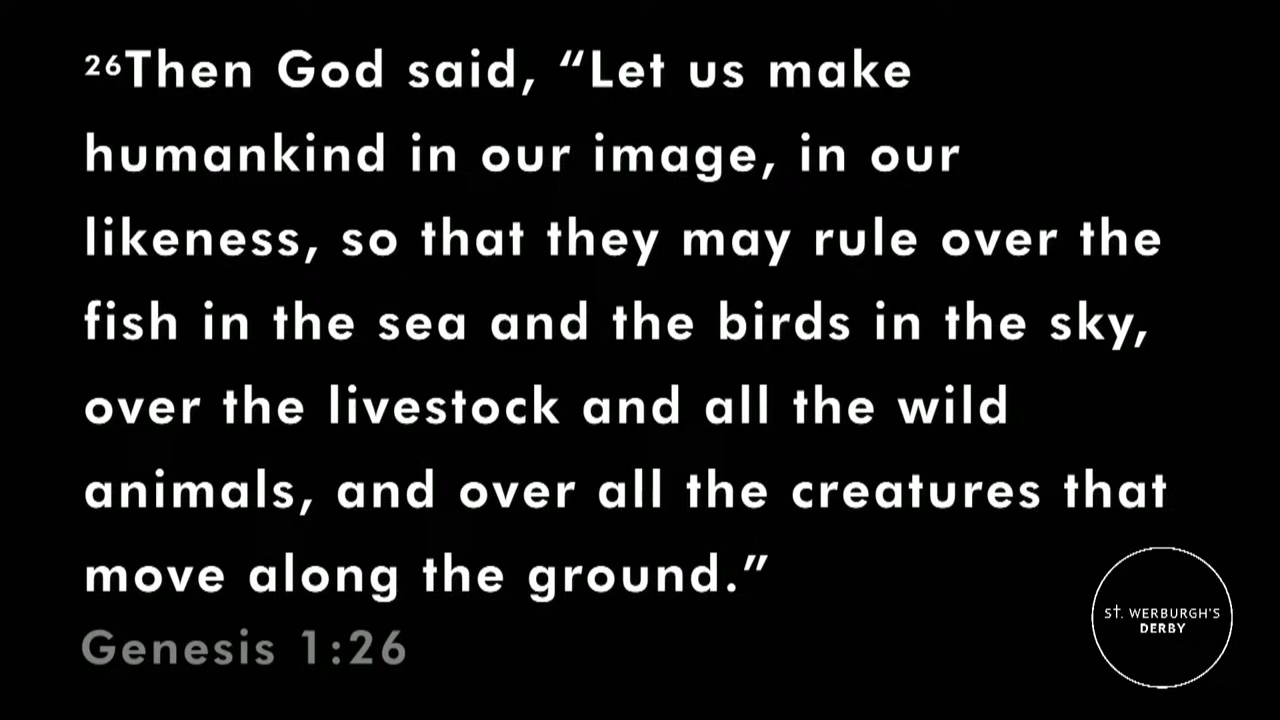 ²⁶Then God said, “Let us make
humankind in our image, in our
likeness, so that they may rule over the
fish in the sea and the birds in the sky,
over the livestock and all the wild
animals, and over all the creatures that
move along the ground.”
Genesis 1:26
ST. WERBURGH'S
DERBY